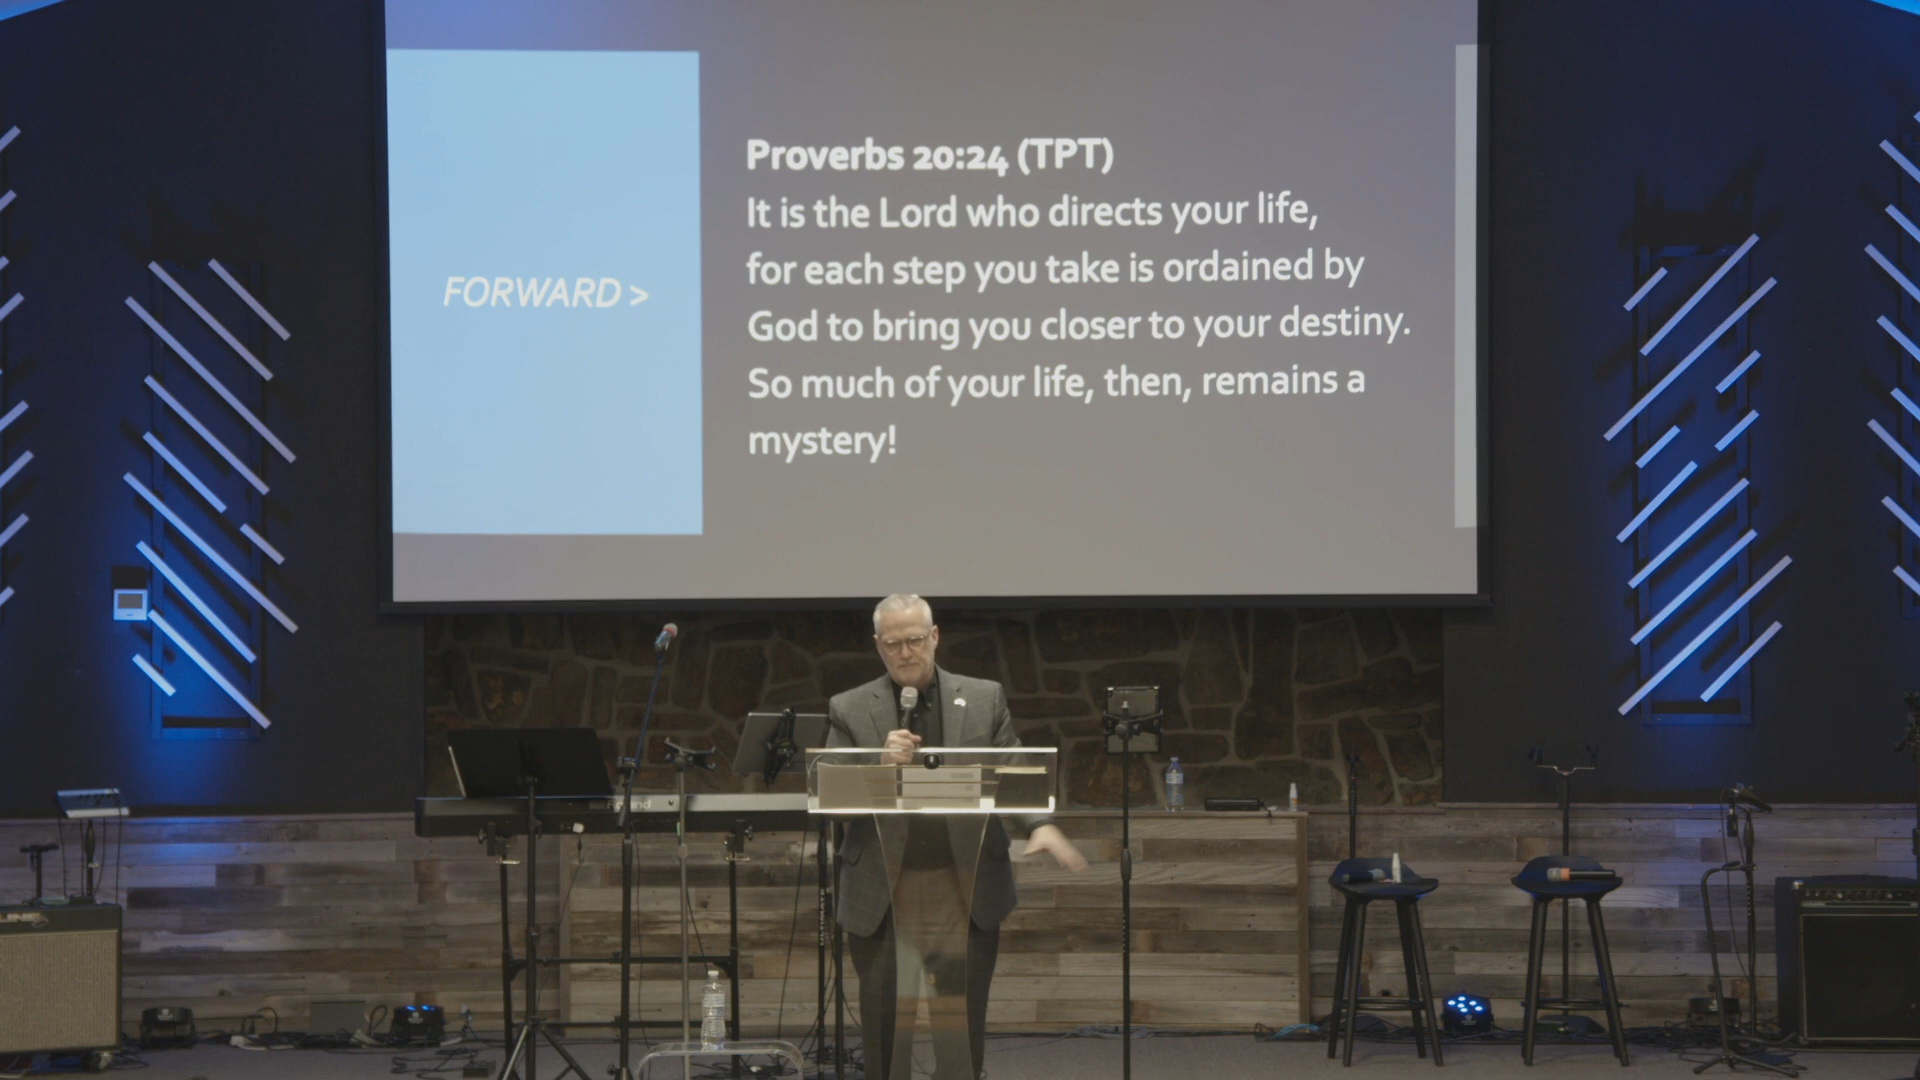 FORWARD >
Proverbs 20:24 (TPT)
It is the Lord who directs your life,
for each step you take is ordained by
God to bring you closer to your destiny.
So much of your life, then, remains a
mystery!
Roland